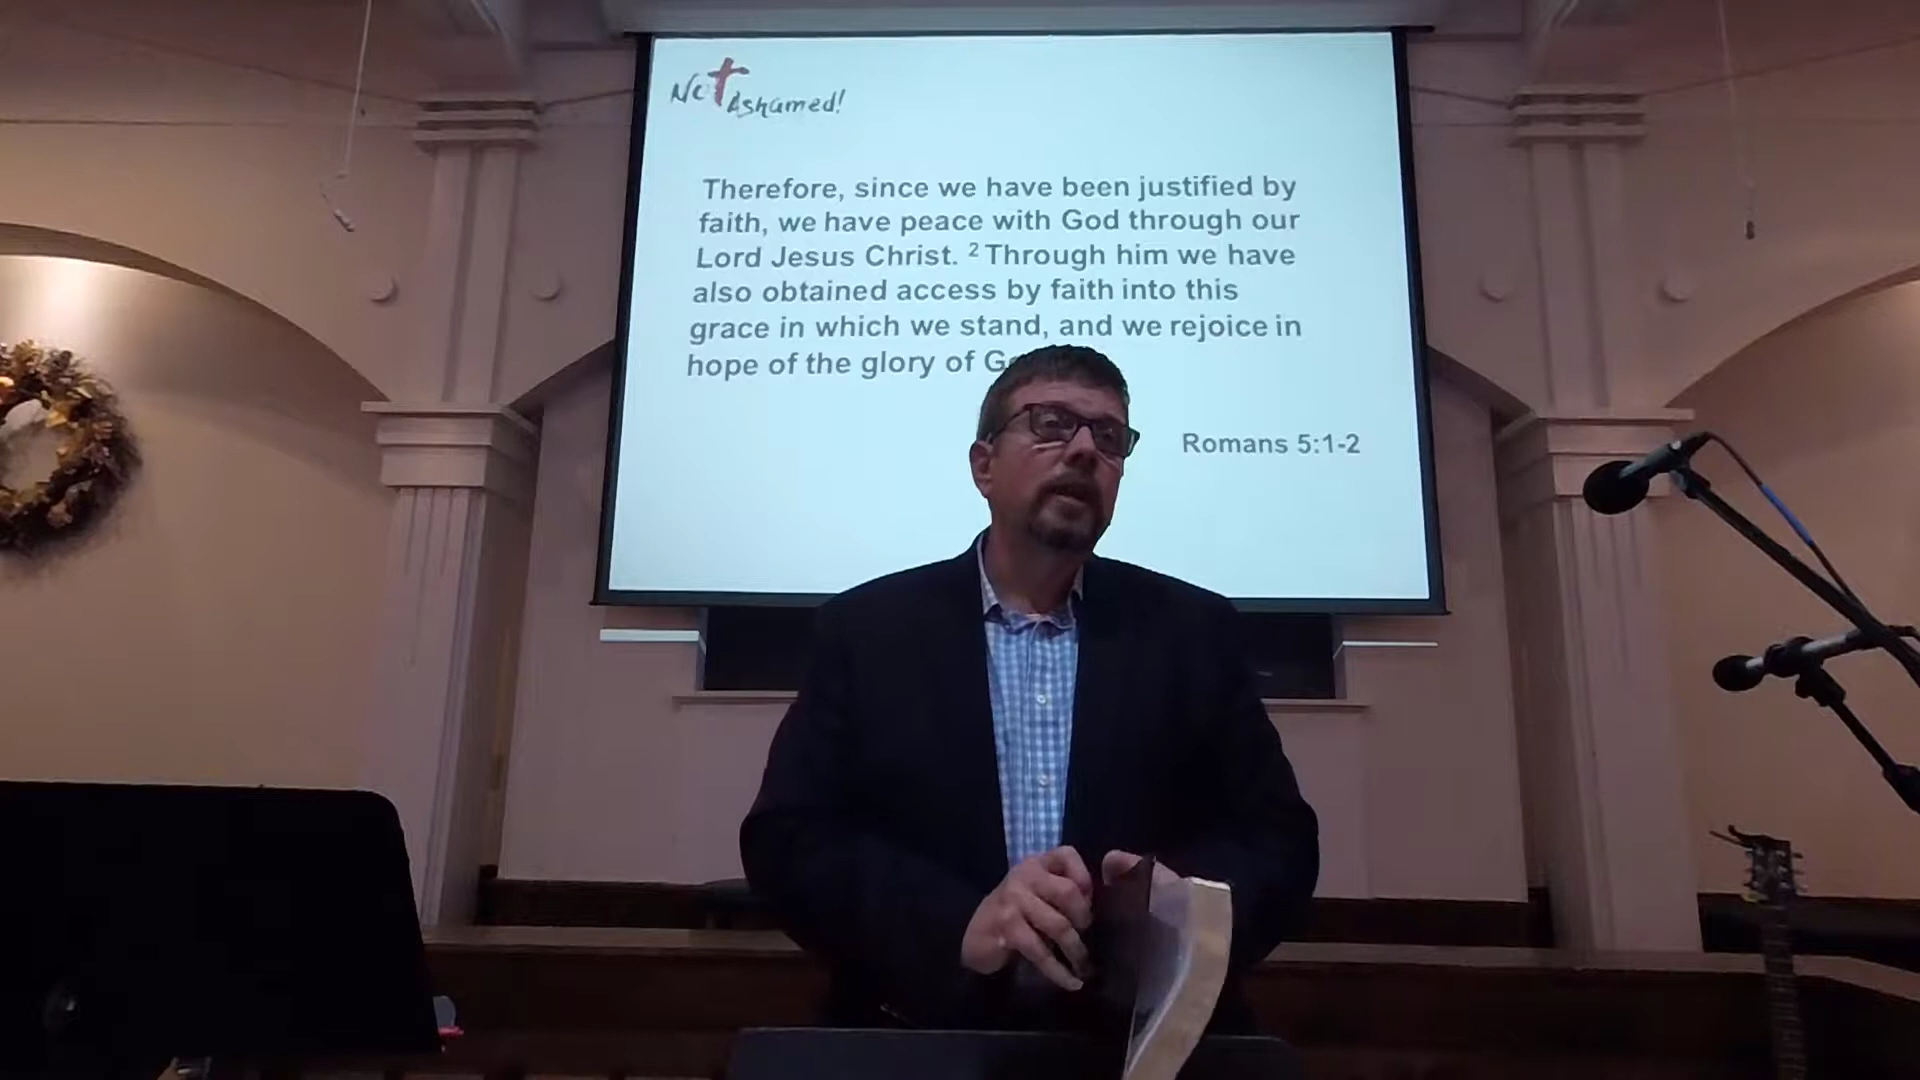 Not Ashamed!
Therefore, since we have been justified by
faith, we have peace with God through our
Lord Jesus Christ. ² Through him we have
also obtained access by faith into this
grace in which we stand, and we rejoice in
hope of the glory of G
Romans 5:1-2